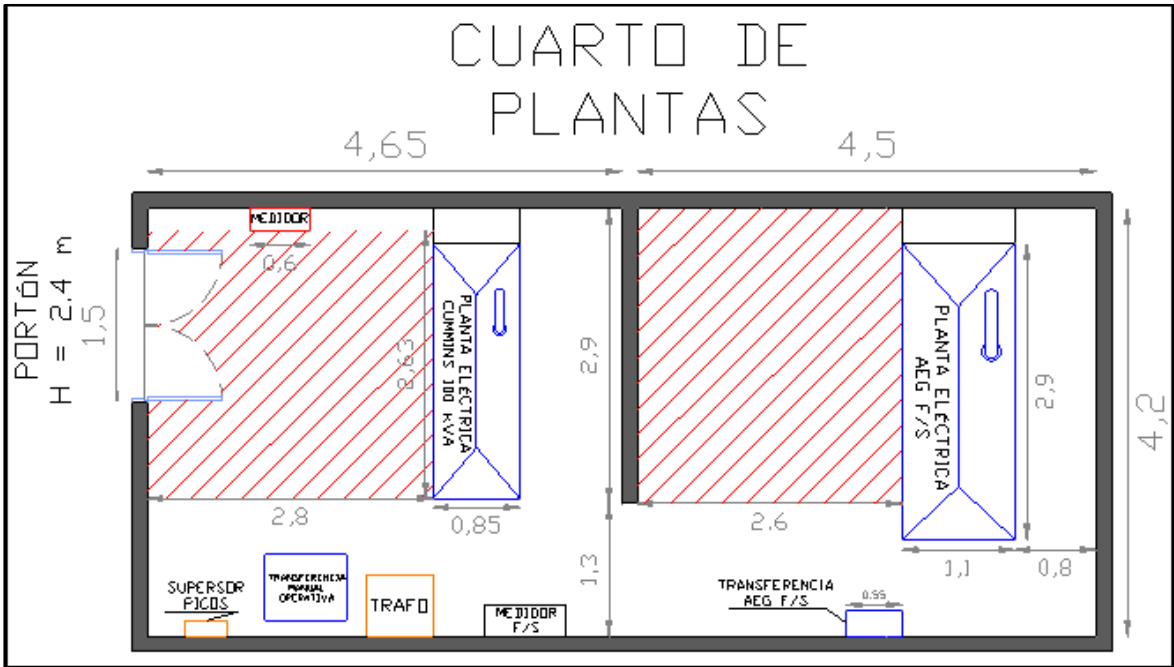 CUARTO DE
PLANTAS
4,65
4,5
MEDIDOR
0,6
PORTÓN
H = 2.4 m
1,5
2,63
PLANTA ELÉCTRICA
CUMMINS 100 KVA
2,9
PLANTA ELÉCTRICA
AEG F/S
2,9
4,2
2,8
0,85
2.6
1,1
0,8
1,3
SUPERSOR
PICOS
TRANSFERENCIA
MANUAL
OPERATIVA
TRAFO
MEDIDOR
F/S
TRANSFERENCIA
AEG F/S
0.55